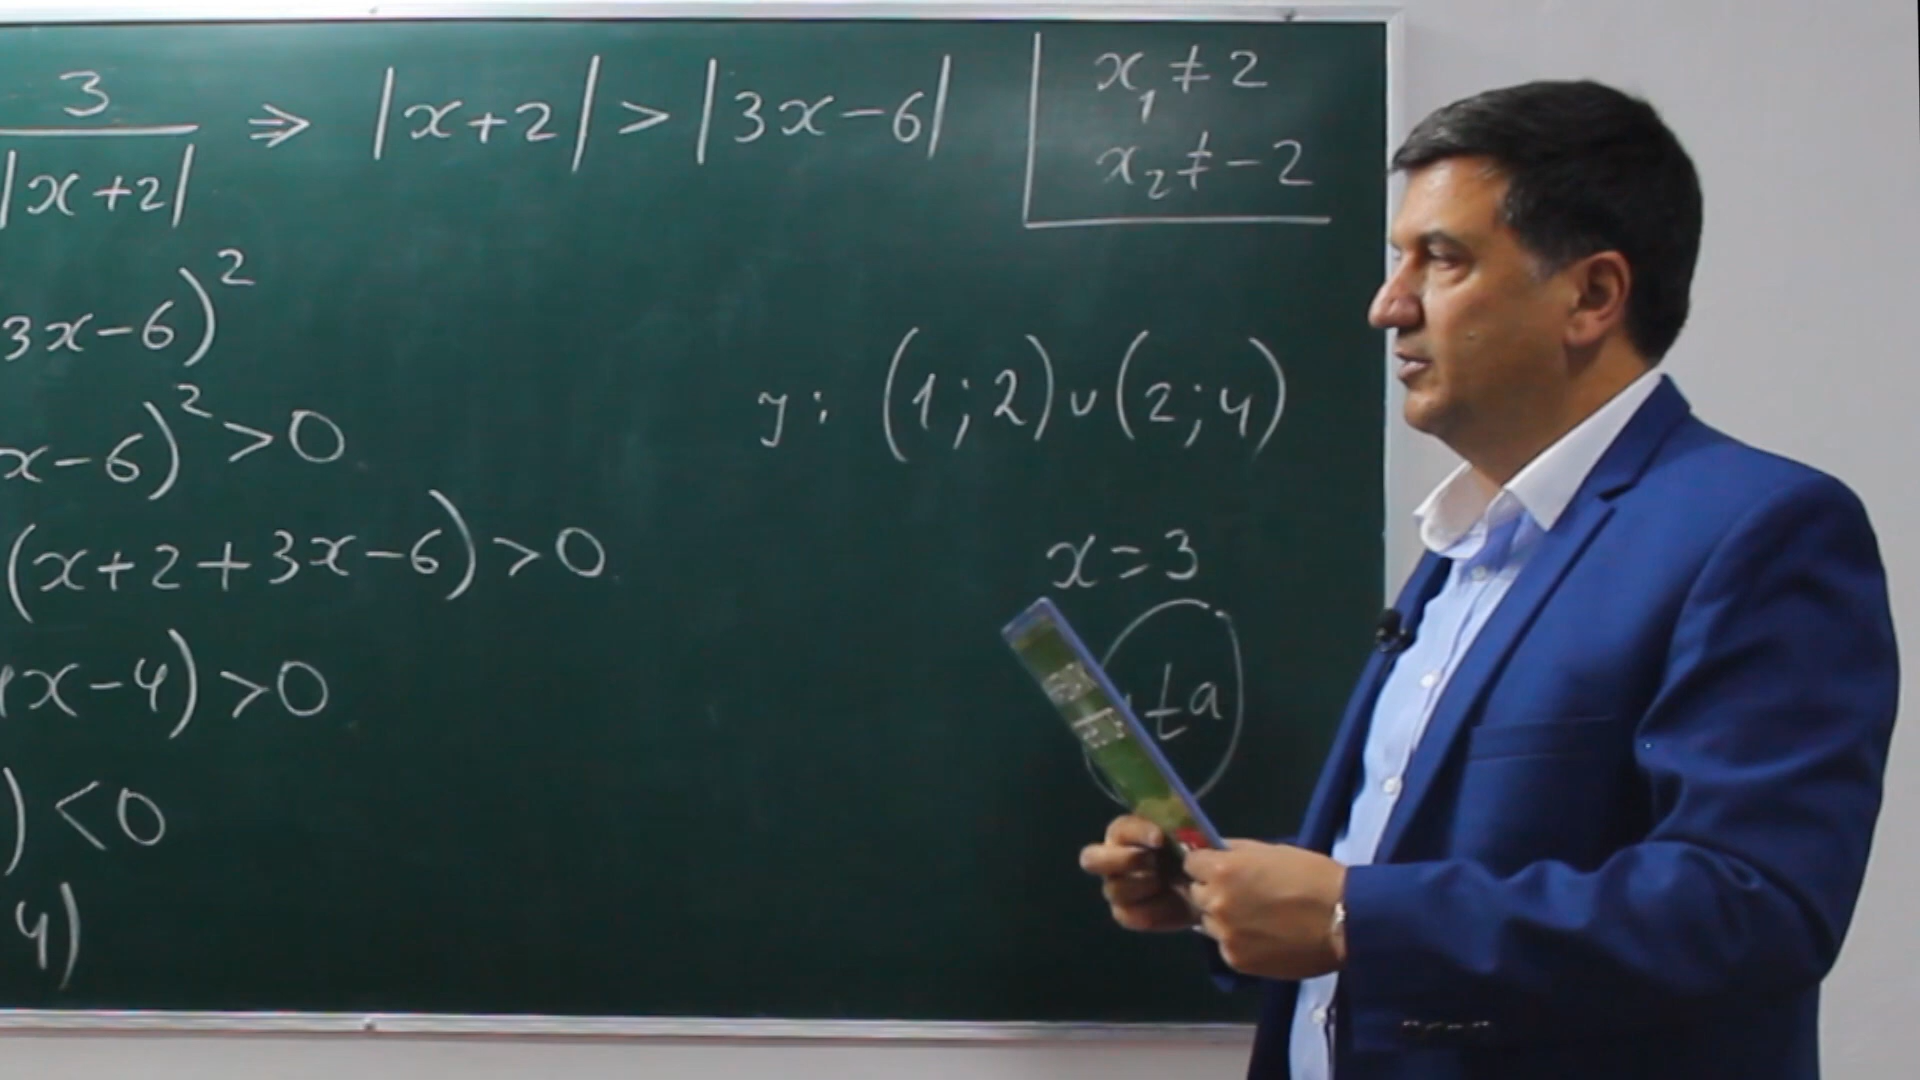 3
|x+2|
⇒ |x+2| > |3x-6|
x₁ ≠ 2
x₂ ≠ -2
3x-6)²
x-6)² > 0
y: (1; 2) ∪ (2; 4)
(x+2+3x-6) > 0
x = 3
x-4) > 0
ta
) < 0
4)